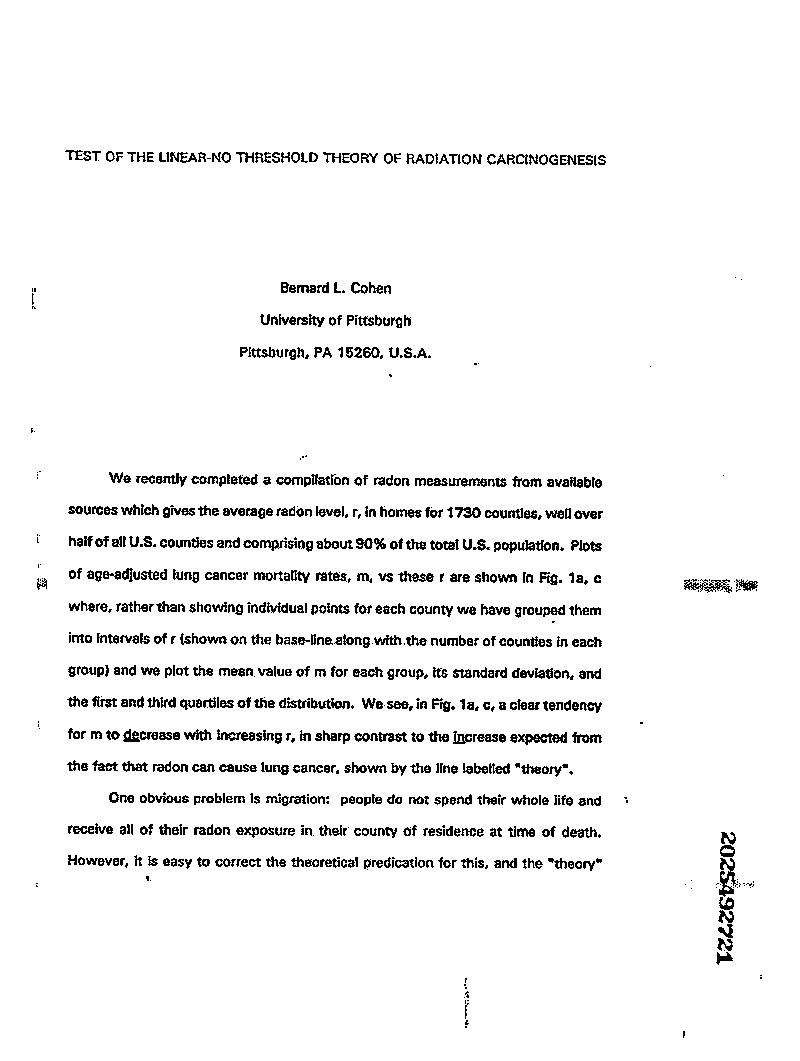 TEST OF THE LINEAR-NO THRESHOLD THEORY OF RADIATION CARCINOGENESIS
Bernard L. Cohen
University of Pittsburgh
Pittsburgh, PA 15260, U.S.A.
We recently completed a compilation of radon measurements from available
sources which gives the average radon level, r, in homes for 1730 counties, well over
half of all U.S. counties and comprising about 90% of the total U.S. population. Plots
of age-adjusted lung cancer mortality rates, m, vs these r are shown in Fig. 1a, c
where, rather than showing individual points for each county we have grouped them
into intervals of r (shown on the base-line along with the number of counties in each
group) and we plot the mean value of m for each group, its standard deviation, and
the first and third quartiles of the distribution. We see, in Fig. 1a, c, a clear tendency
for m to decrease with increasing r, in sharp contrast to the increase expected from
the fact that radon can cause lung cancer, shown by the line labelled "theory".
One obvious problem is migration: people do not spend their whole life and
receive all of their radon exposure in their county of residence at time of death.
However, it is easy to correct the theoretical predication for this, and the "theory"
2025492721